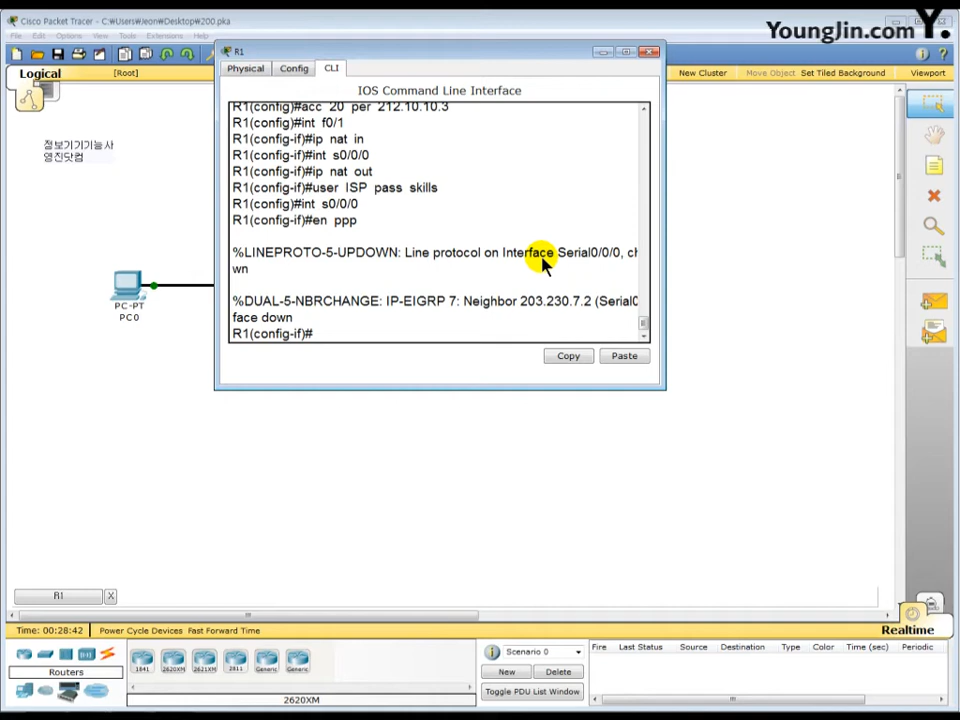 Cisco Packet Tracer - C:\Users\Jeon\Desktop\200.pka
YoungJin.com Y.
File Edit Options View Tools Extensions Help
R1
Logical
[Root]
New Cluster
Move Object
Set Tiled Background
Viewport
Physical
Config
CLI
IOS Command Line Interface
R1(config)#acc 20 per 212.10.10.3
R1(config)#int f0/1
R1(config-if)#ip nat in
R1(config-if)#int s0/0/0
R1(config-if)#ip nat out
R1(config-if)#user ISP pass skills
R1(config)#int s0/0/0
R1(config-if)#en ppp
%LINEPROTO-5-UPDOWN: Line protocol on Interface Serial0/0/0, ch
wn
%DUAL-5-NBRCHANGE: IP-EIGRP 7: Neighbor 203.230.7.2 (Serial0
face down
R1(config-if)#
Copy
Paste
정보기기기능사
영진닷컴
PC-PT
PC0
R1
X
Time: 00:28:42
Power Cycle Devices Fast Forward Time
Realtime
Routers
1841
2620XM
2621XM
2811
Generic
Generic
2620XM
Scenario 0
New
Delete
Toggle PDU List Window
Fire
Last Status
Source
Destination
Type
Color
Time (sec)
Periodic